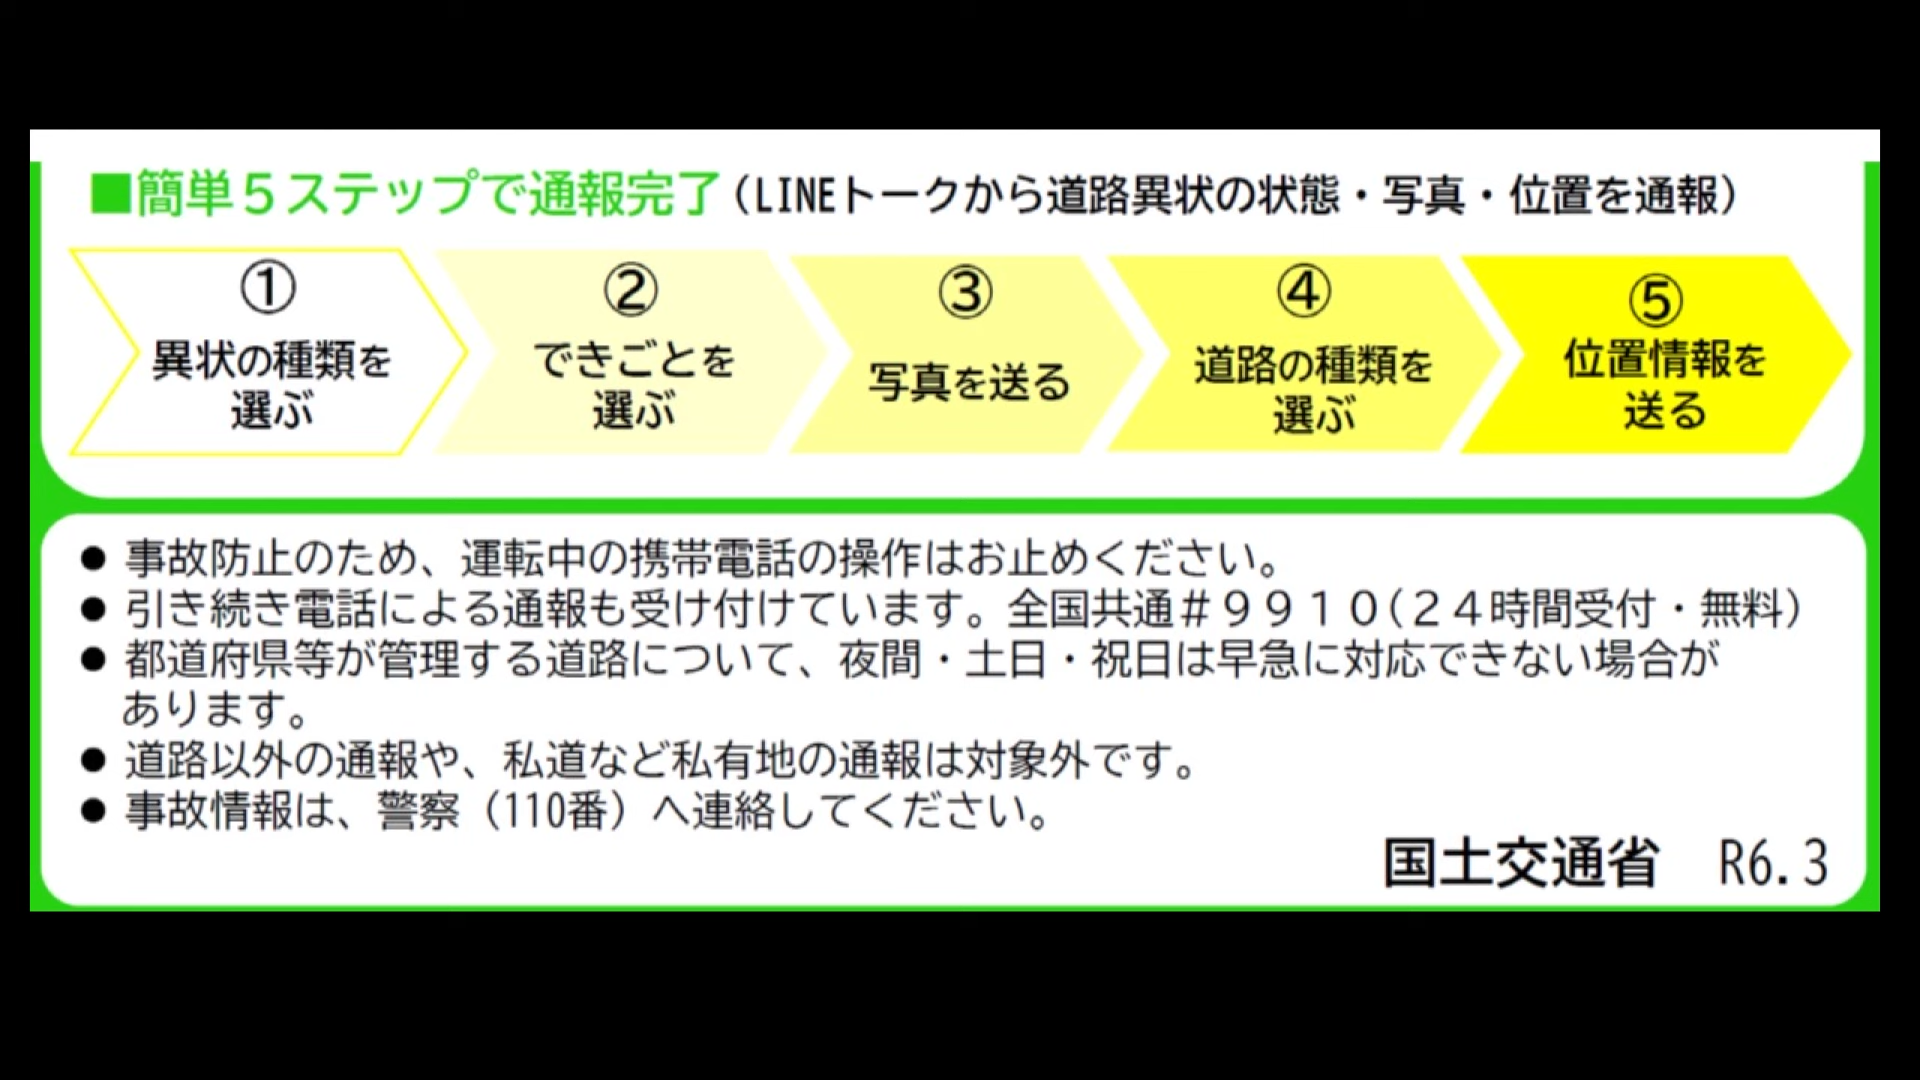 ■簡単５ステップで通報完了（LINEトークから道路異状の状態・写真・位置を通報）
①
異状の種類を
選ぶ
②
できごとを
選ぶ
③
写真を送る
④
道路の種類を
選ぶ
⑤
位置情報を
送る
● 事故防止のため、運転中の携帯電話の操作はお止めください。
● 引き続き電話による通報も受け付けています。全国共通＃９９１０(２４時間受付・無料）
● 都道府県等が管理する道路について、夜間・土日・祝日は早急に対応できない場合が
あります。
● 道路以外の通報や、私道など私有地の通報は対象外です。
● 事故情報は、警察（110番）へ連絡してください。
国土交通省　R6.3